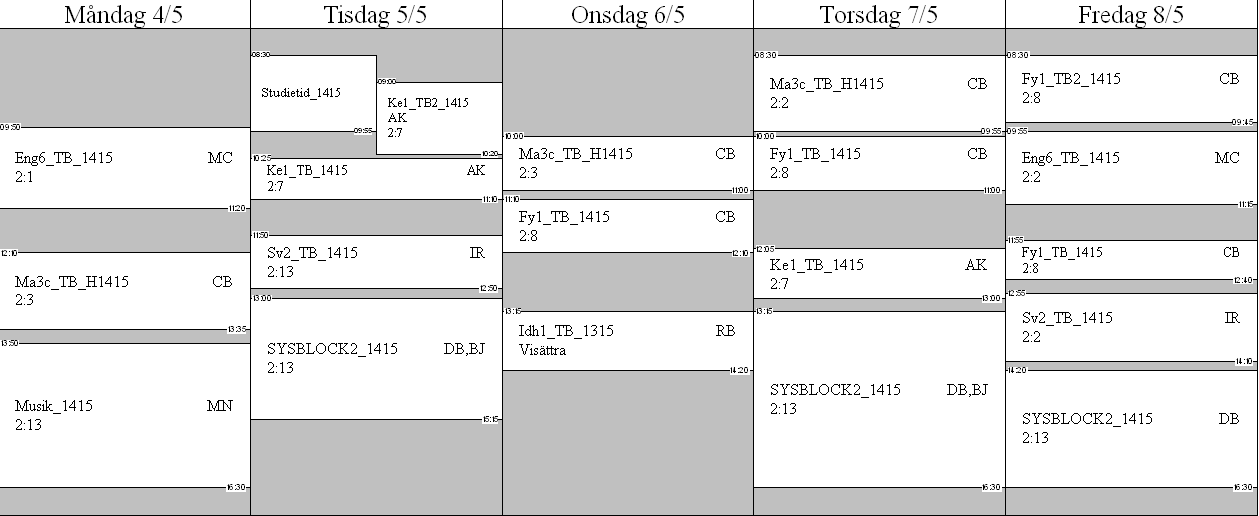 Måndag 4/5
09:50
Eng6_TB_1415 MC
2:1
11:20
12:10
Ma3c_TB_H1415 CB
2:3
13:35
13:50
Musik_1415 MN
2:13
16:30
Tisdag 5/5
08:30
Studietid_1415
09:55
09:00
Ke1_TB2_1415
AK
2:7
10:20
10:25
Ke1_TB_1415 AK
2:7
11:10
11:50
Sv2_TB_1415 IR
2:13
12:50
13:00
SYSBLOCK2_1415 DB,BJ
2:13
15:15
Onsdag 6/5
10:00
Ma3c_TB_H1415 CB
2:3
11:00
11:10
Fy1_TB_1415 CB
2:8
12:10
13:15
Idh1_TB_1315 RB
Visättra
14:20
Torsdag 7/5
08:30
Ma3c_TB_H1415 CB
2:2
09:55
10:00
Fy1_TB_1415 CB
2:8
11:00
12:05
Ke1_TB_1415 AK
2:7
13:00
13:15
SYSBLOCK2_1415 DB,BJ
2:13
16:30
Fredag 8/5
08:30
Fy1_TB2_1415 CB
2:8
09:45
09:55
Eng6_TB_1415 MC
2:2
11:15
11:55
Fy1_TB_1415 CB
2:8
12:40
12:55
Sv2_TB_1415 IR
2:2
14:10
14:20
SYSBLOCK2_1415 DB
2:13
16:30